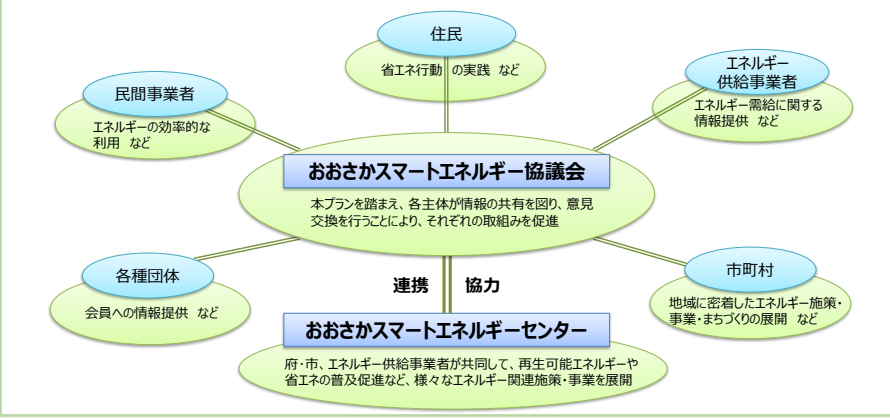 住民
省エネ行動 の実践 など
民間事業者
エネルギーの効率的な
利用 など
エネルギー
供給事業者
エネルギー需給に関する
情報提供 など
おおさかスマートエネルギー協議会
本プランを踏まえ、各主体が情報の共有を図り、意見
交換を行うことにより、それぞれの取組みを促進
各種団体
会員への情報提供 など
連携 協力
市町村
地域に密着したエネルギー施策・
事業・まちづくりの展開 など
おおさかスマートエネルギーセンター
府・市、エネルギー供給事業者が共同して、再生可能エネルギーや
省エネの普及促進など、様々なエネルギー関連施策・事業を展開